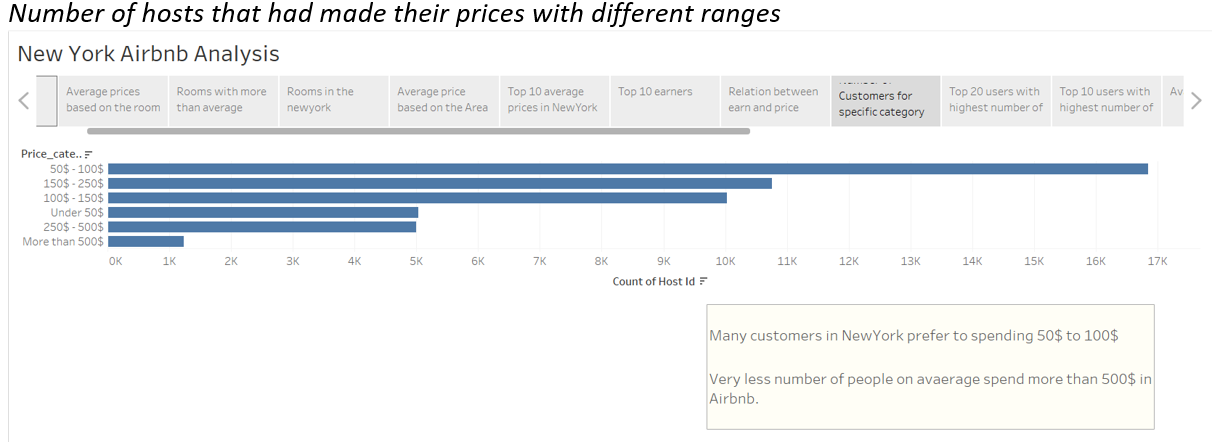 Number of hosts that had made their prices with different ranges
New York Airbnb Analysis
Average prices
based on the room
Rooms with more
than average
Rooms in the
newyork
Average price
based on the Area
Top 10 average
prices in NewYork
Top 10 earners
Relation between
earn and price
Customers for
specific category
Top 20 users with
highest number of
Top 10 users with
highest number of
Av
Price_cate..
50$ - 100$
150$ - 250$
100$ - 150$
Under 50$
250$ - 500$
More than 500$
0K 1K 2K 3K 4K 5K 6K 7K 8K 9K 10K 11K 12K 13K 14K 15K 16K 17K
Count of Host Id
Many customers in NewYork prefer to spending 50$ to 100$
Very less number of people on avaerage spend more than 500$ in
Airbnb.